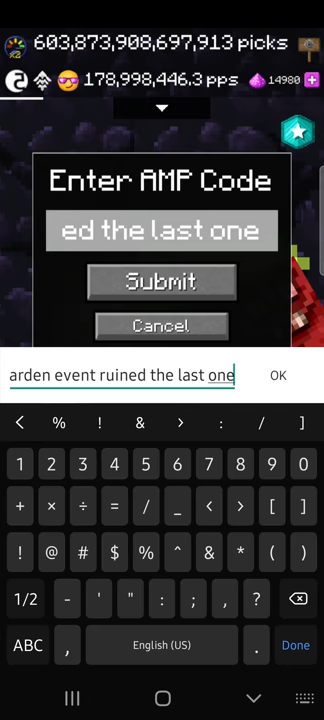 603,873,908,697,913 picks
x2
178,998,446.3 pps
14980
Enter AMP Code
ed the last one
Submit
Cancel
arden event ruined the last one
OK
< % ! & > : / ]
1 2 3 4 5 6 7 8 9 0
+ × ÷ = / _ < > [ ]
! @ # $ % ^ & * ( )
1/2 - ' " : ; , ?
ABC , English (US) . Done